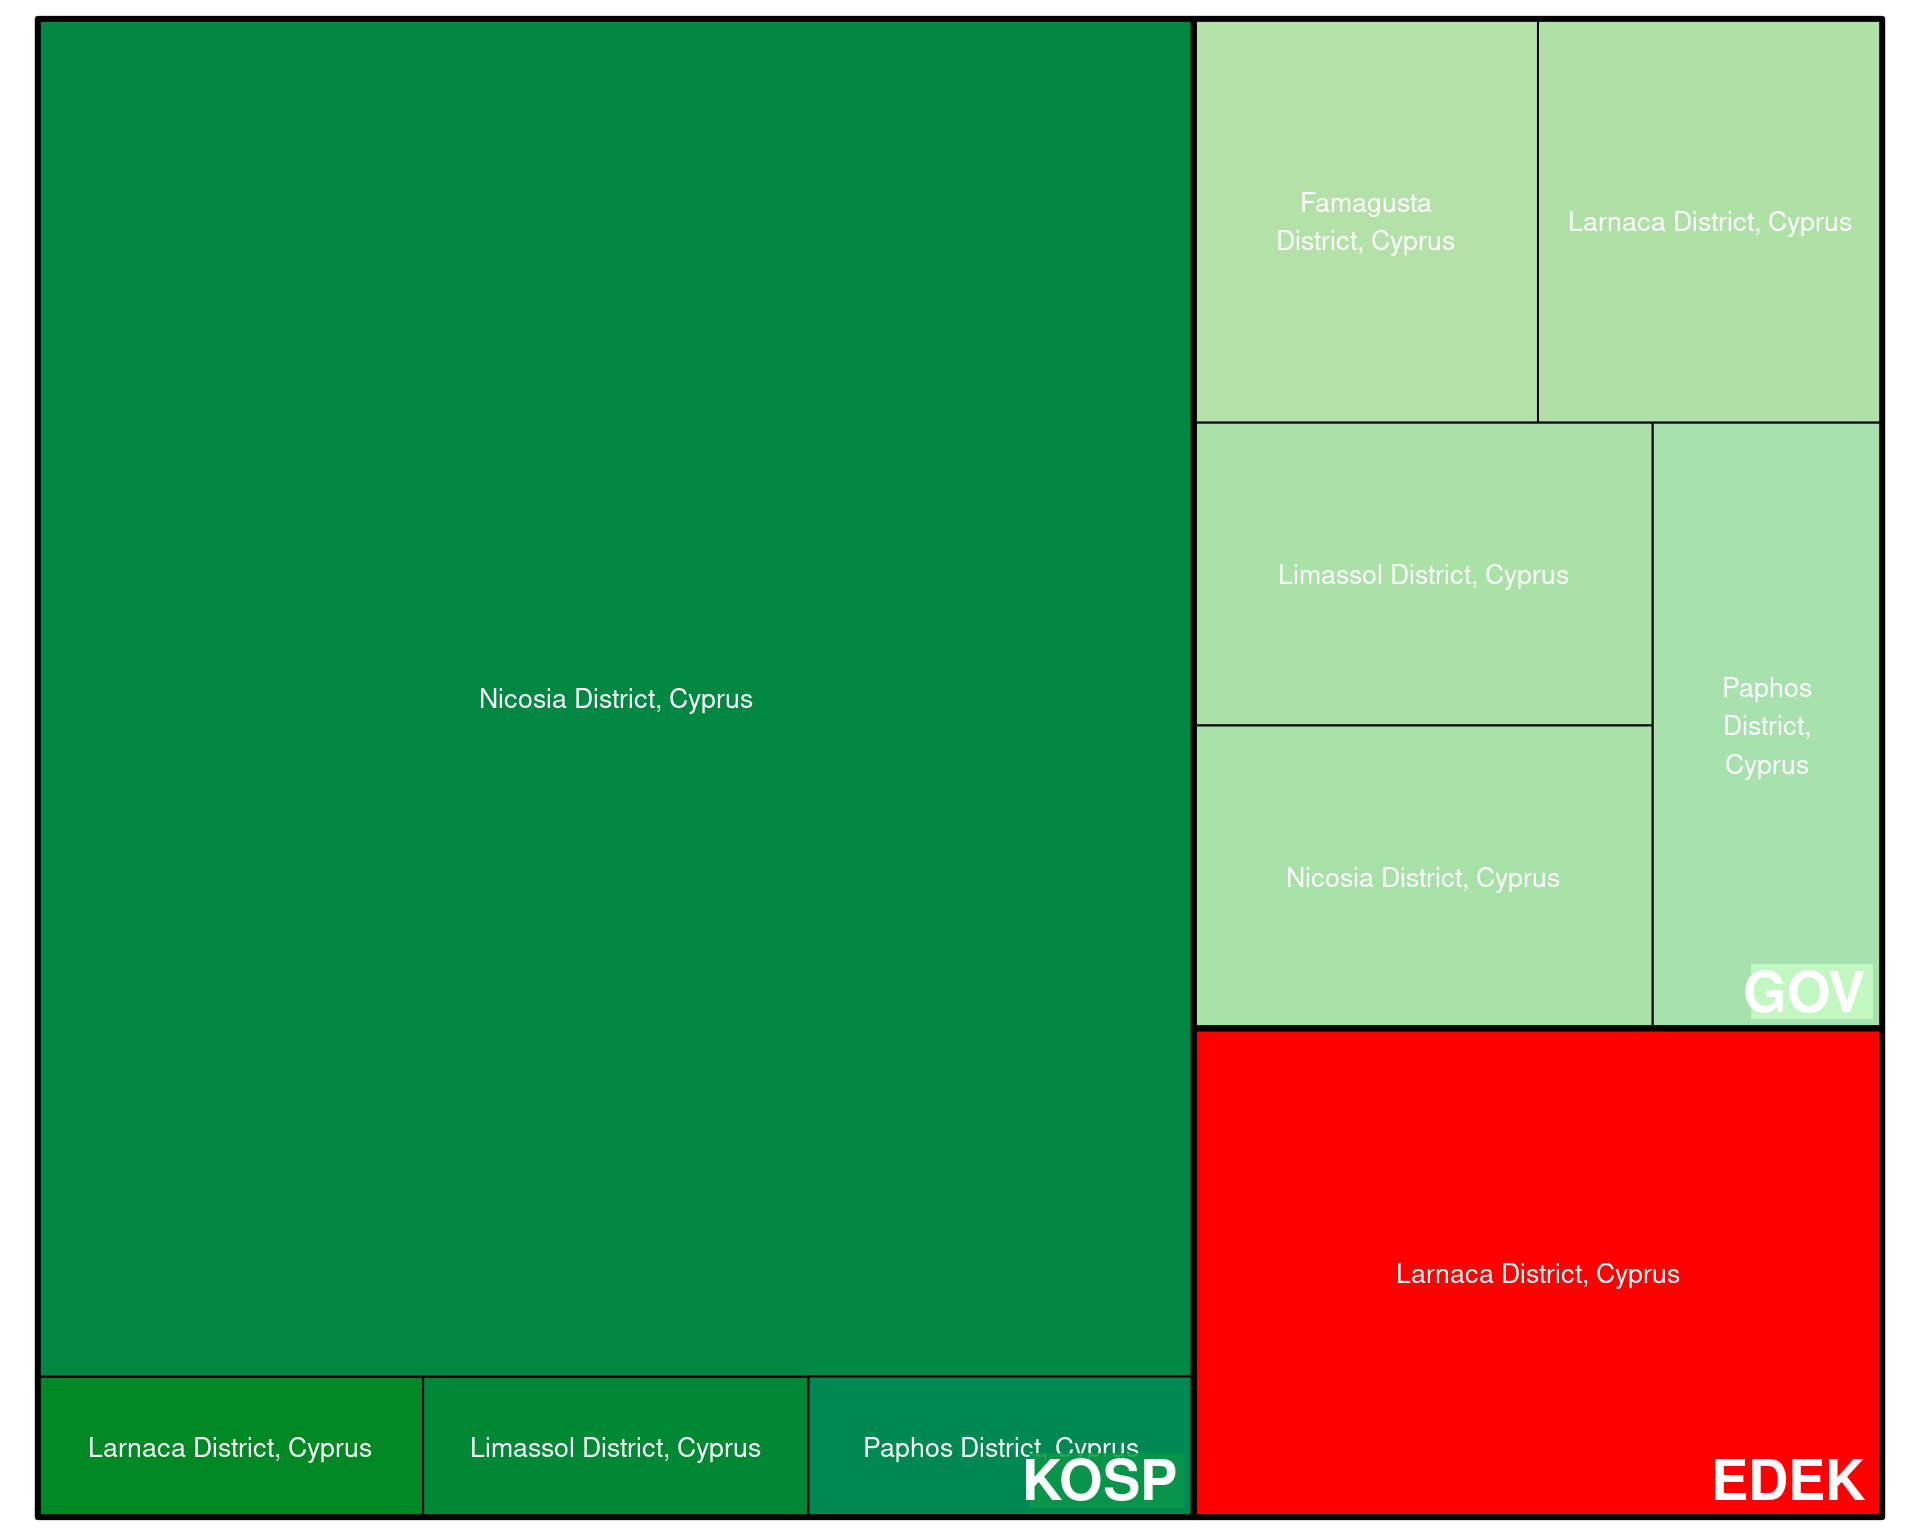 Nicosia District, Cyprus
Larnaca District, Cyprus
Limassol District, Cyprus
Paphos District, Cyprus
KOSP
Famagusta
District, Cyprus
Larnaca District, Cyprus
Limassol District, Cyprus
Nicosia District, Cyprus
Paphos
District,
Cyprus
GOV
Larnaca District, Cyprus
EDEK